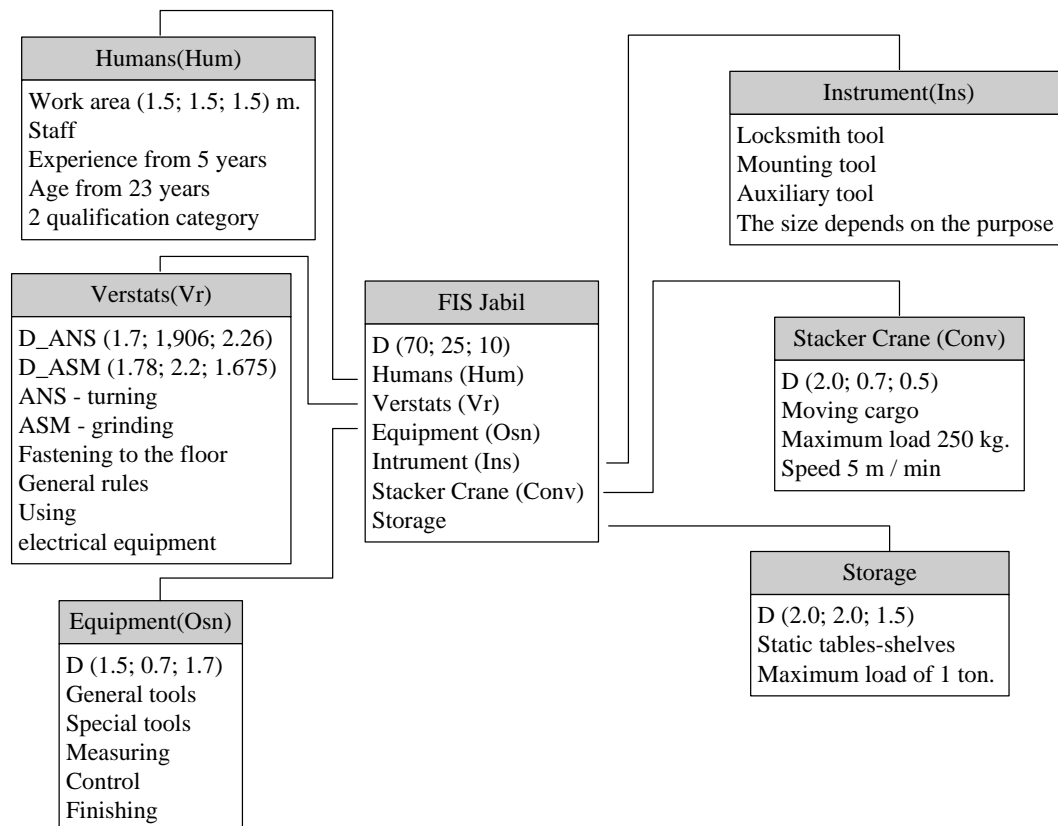 Humans(Hum)
Work area (1.5; 1.5; 1.5) m.
Staff
Experience from 5 years
Age from 23 years
2 qualification category
Verstats(Vr)
D_ANS (1.7; 1,906; 2.26)
D_ASM (1.78; 2.2; 1.675)
ANS - turning
ASM - grinding
Fastening to the floor
General rules
Using
electrical equipment
Equipment(Osn)
D (1.5; 0.7; 1.7)
General tools
Special tools
Measuring
Control
Finishing
FIS Jabil
D (70; 25; 10)
Humans (Hum)
Verstats (Vr)
Equipment (Osn)
Intrument (Ins)
Stacker Crane (Conv)
Storage
Instrument(Ins)
Locksmith tool
Mounting tool
Auxiliary tool
The size depends on the purpose
Stacker Crane (Conv)
D (2.0; 0.7; 0.5)
Moving cargo
Maximum load 250 kg.
Speed 5 m / min
Storage
D (2.0; 2.0; 1.5)
Static tables-shelves
Maximum load of 1 ton.